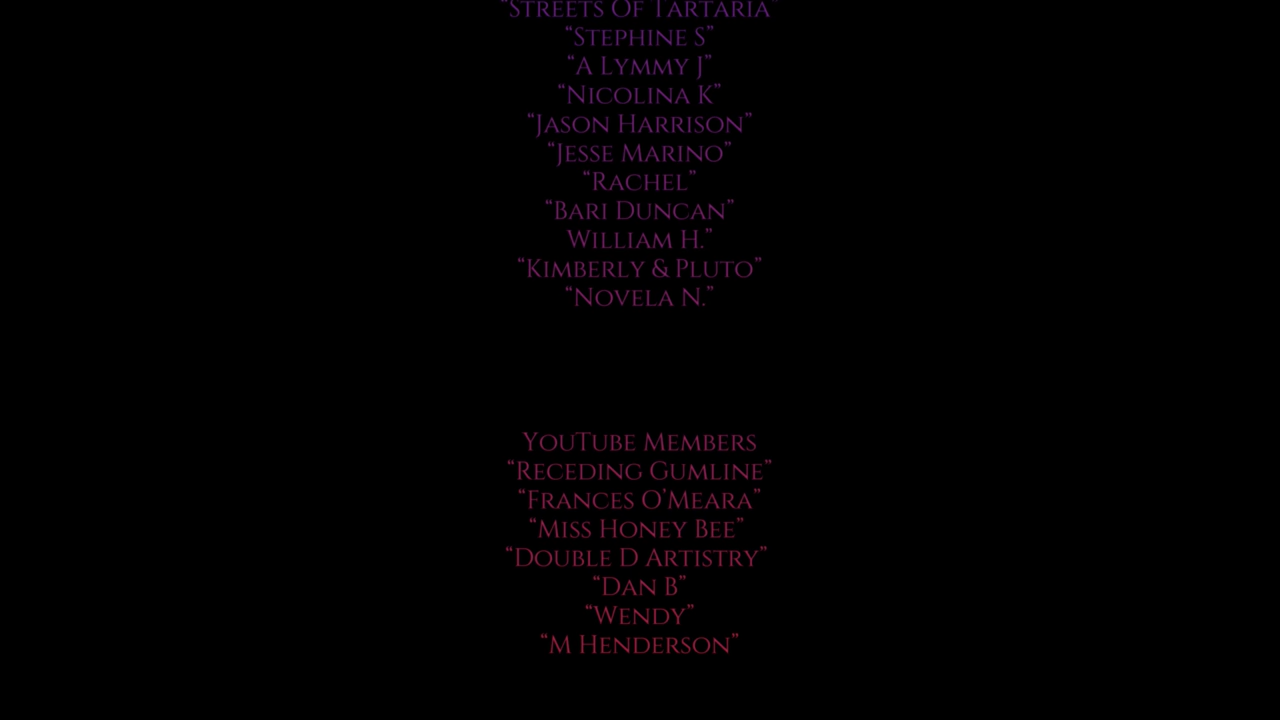 “Streets Of Tartaria”
“Stephine S”
“A Lymmy J”
“Nicolina K”
“Jason Harrison”
“Jesse Marino”
“Rachel”
“Bari Duncan”
William H.”
“Kimberly & Pluto”
“Novela N.”
YouTube Members
“Receding Gumline”
“Frances O’Meara”
“Miss Honey Bee”
“Double D Artistry”
“Dan B”
“Wendy”
“M Henderson”